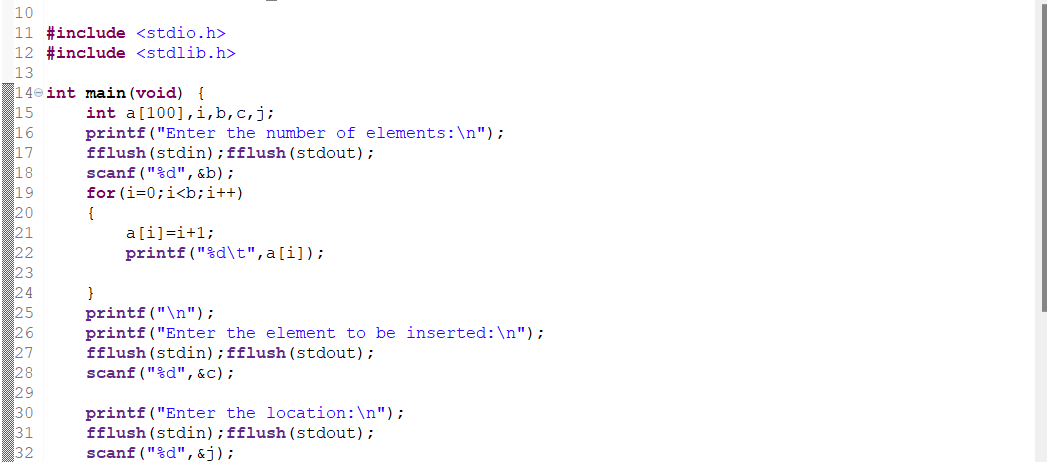 10
11 #include <stdio.h>
12 #include <stdlib.h>
13
14 int main(void) {
15     int a[100],i,b,c,j;
16     printf("Enter the number of elements:\n");
17     fflush(stdin);fflush(stdout);
18     scanf("%d",&b);
19     for(i=0;i<b;i++)
20     {
21         a[i]=i+1;
22         printf("%d\t",a[i]);
23
24     }
25     printf("\n");
26     printf("Enter the element to be inserted:\n");
27     fflush(stdin);fflush(stdout);
28     scanf("%d",&c);
29
30     printf("Enter the location:\n");
31     fflush(stdin);fflush(stdout);
32     scanf("%d",&j);